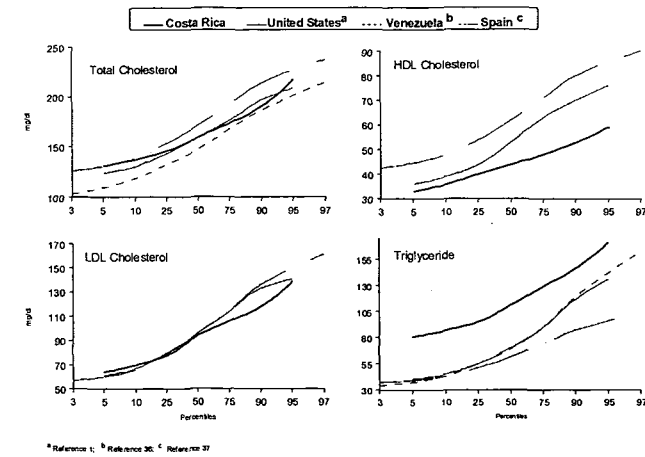 Costa Rica United States a Venezuela b Spain c
Total Cholesterol
250
200
150
100
mg/dl
3 5 10 25 50 75 90 95 97
HDL Cholesterol
90
80
70
60
50
40
30
3 5 10 25 50 75 90 95 97
LDL Cholesterol
170
150
130
110
90
70
50
mg/dl
3 5 10 25 50 75 90 95 97
Percentiles
Triglyceride
155
130
105
80
55
30
3 5 10 25 50 75 90 95 97
Percentiles
a Reference 1; b Reference 36; c Reference 37